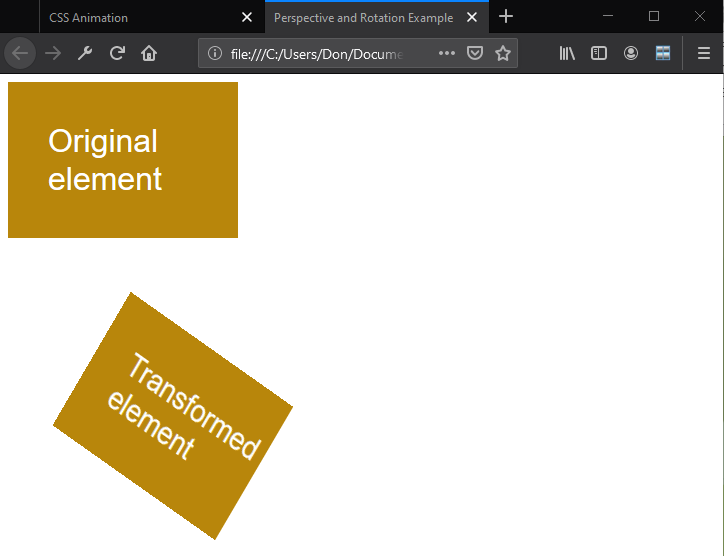 CSS Animation
Perspective and Rotation Example
file:///C:/Users/Don/Docume
Original
element
Transformed
element